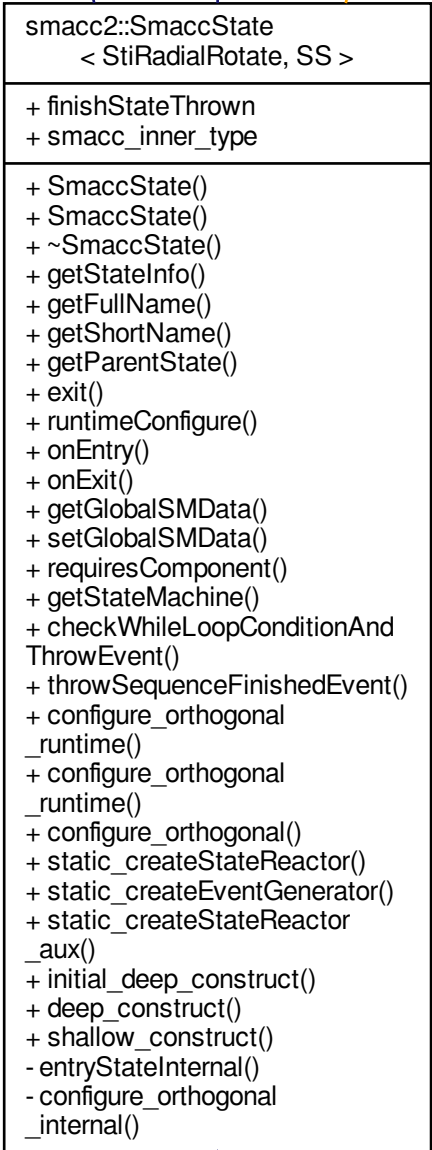 smacc2::SmaccState
< StiRadialRotate, SS >
+ finishStateThrown
+ smacc_inner_type
+ SmaccState()
+ SmaccState()
+ ~SmaccState()
+ getStateInfo()
+ getFullName()
+ getShortName()
+ getParentState()
+ exit()
+ runtimeConfigure()
+ onEntry()
+ onExit()
+ getGlobalSMData()
+ setGlobalSMData()
+ requiresComponent()
+ getStateMachine()
+ checkWhileLoopConditionAnd
ThrowEvent()
+ throwSequenceFinishedEvent()
+ configure_orthogonal
_runtime()
+ configure_orthogonal
_runtime()
+ configure_orthogonal()
+ static_createStateReactor()
+ static_createEventGenerator()
+ static_createStateReactor
_aux()
+ initial_deep_construct()
+ deep_construct()
+ shallow_construct()
- entryStateInternal()
- configure_orthogonal
_internal()